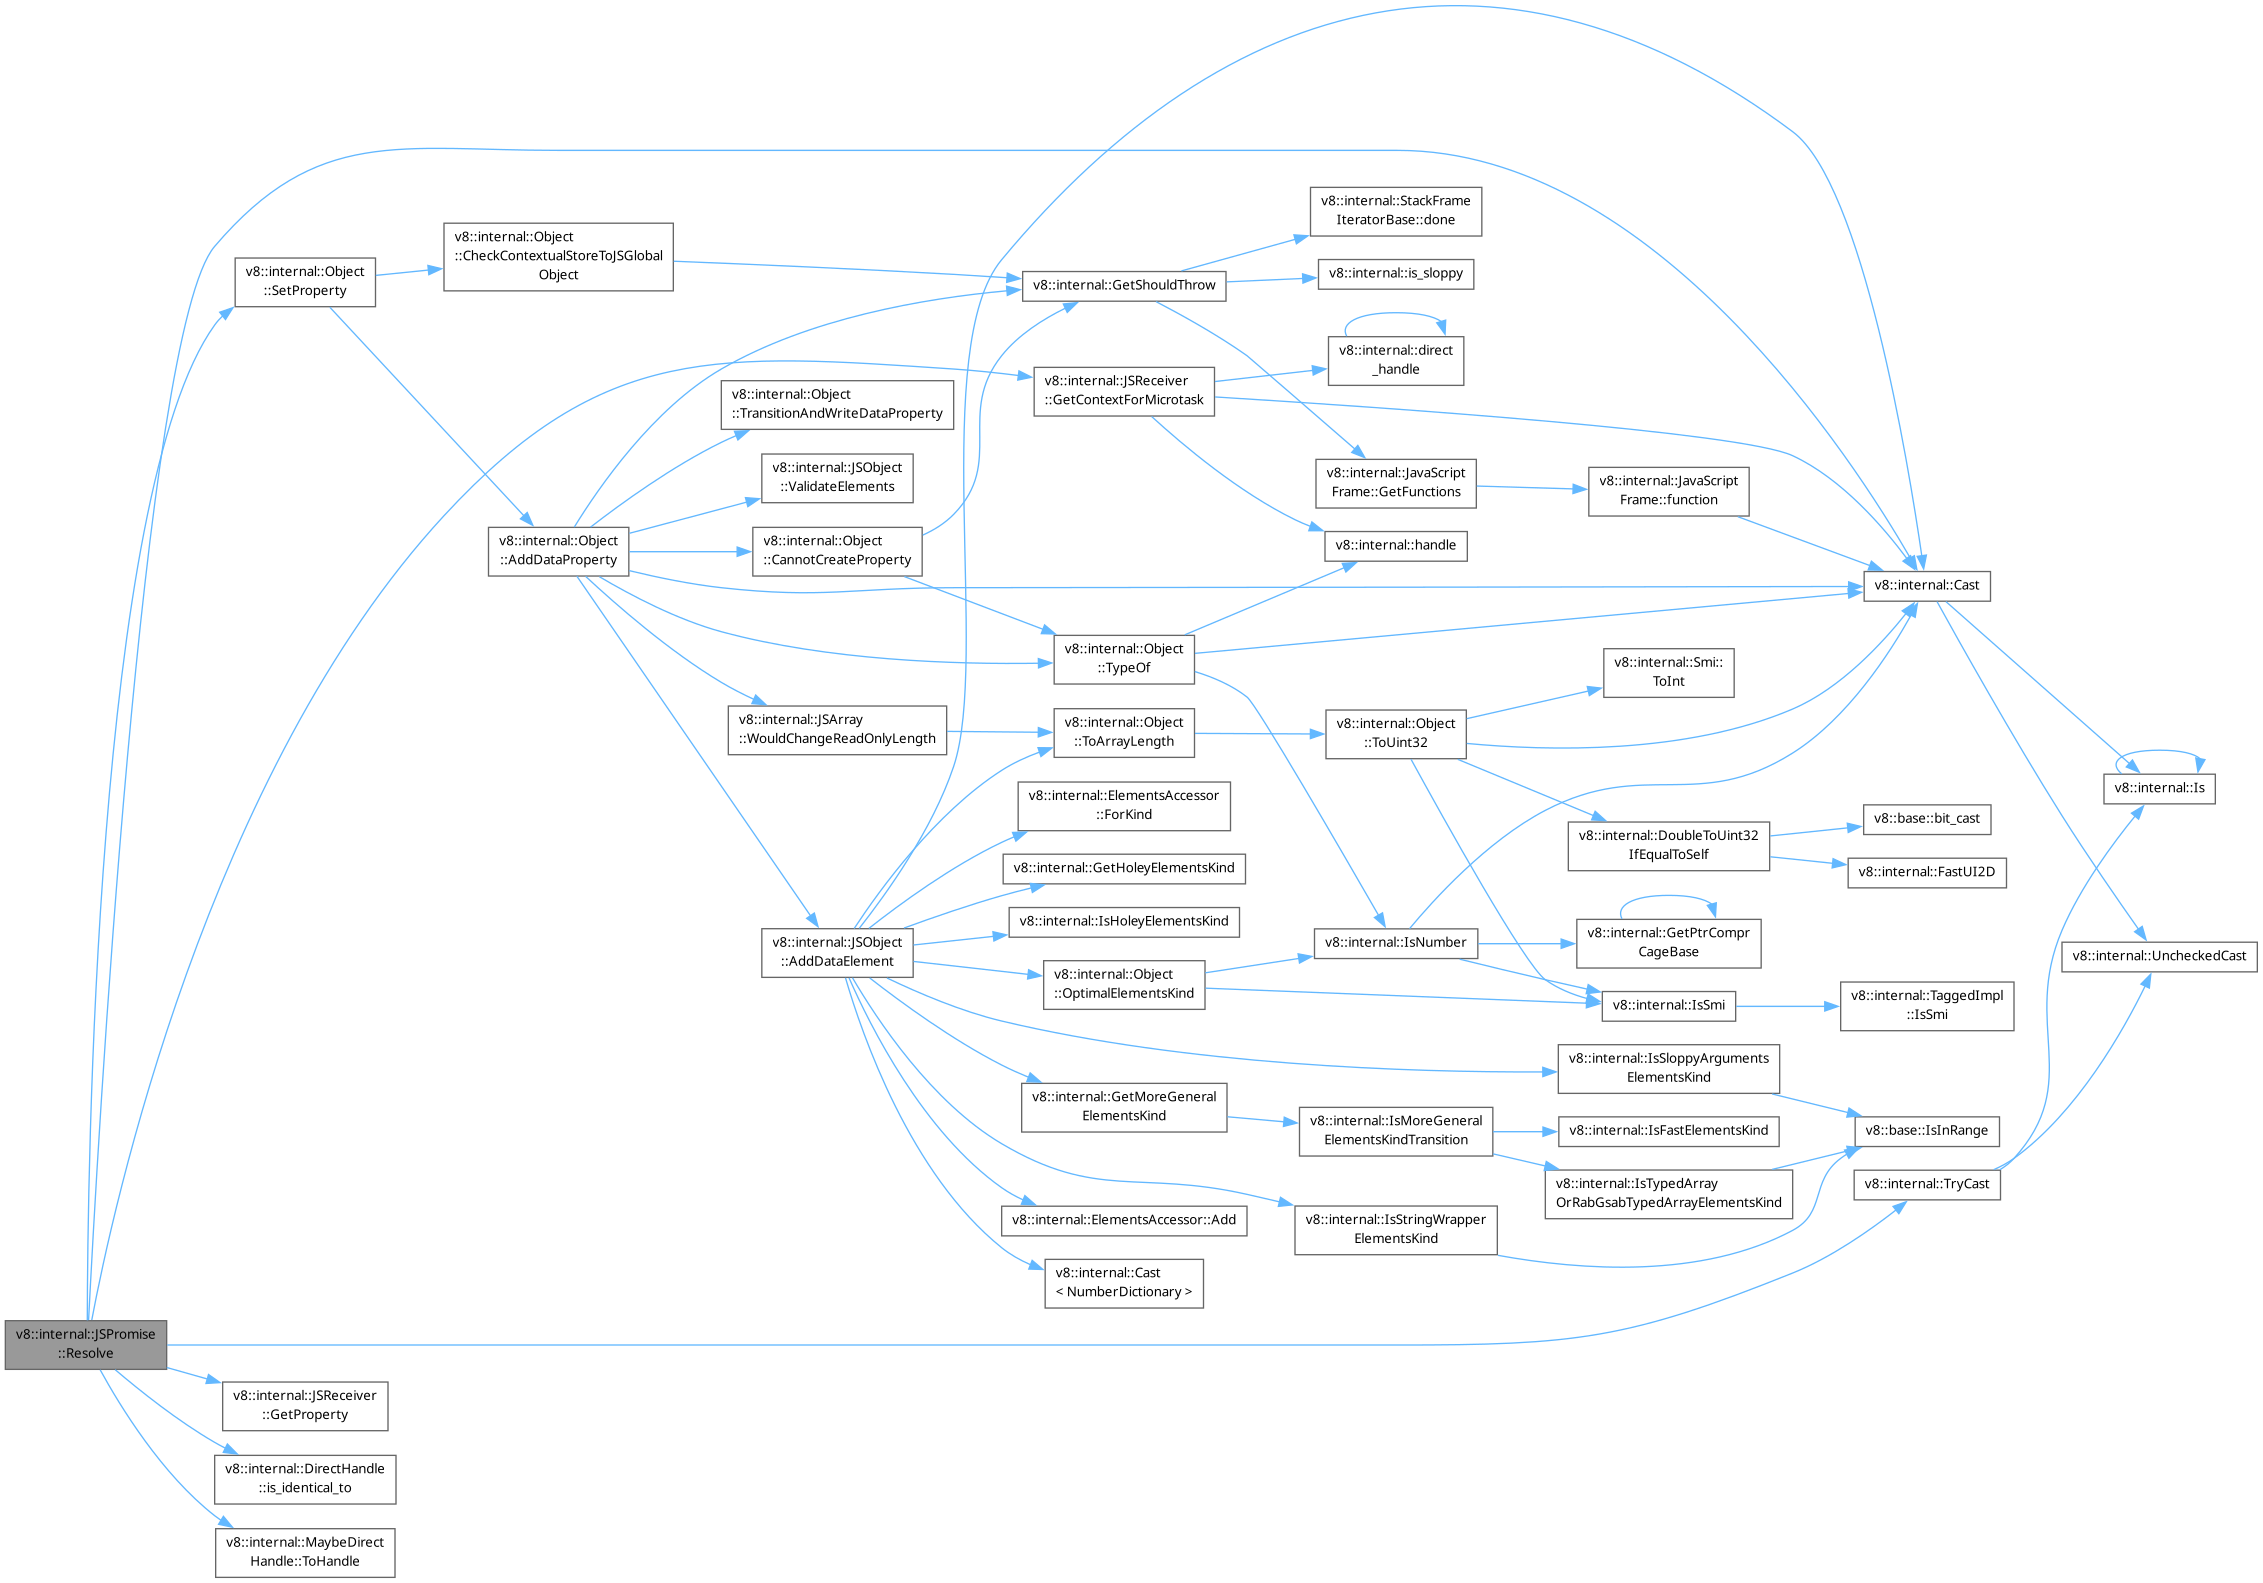 v8::internal::StackFrame
IteratorBase::done
v8::internal::Object
::CheckContextualStoreToJSGlobal
Object
v8::internal::Object
::SetProperty
v8::internal::is_sloppy
v8::internal::GetShouldThrow
v8::internal::direct
_handle
v8::internal::JSReceiver
::GetContextForMicrotask
v8::internal::Object
::TransitionAndWriteDataProperty
v8::internal::JSObject
::ValidateElements
v8::internal::JavaScript
Frame::GetFunctions
v8::internal::JavaScript
Frame::function
v8::internal::Object
::AddDataProperty
v8::internal::Object
::CannotCreateProperty
v8::internal::handle
v8::internal::Cast
v8::internal::Object
::TypeOf
v8::internal::Smi::
ToInt
v8::internal::JSArray
::WouldChangeReadOnlyLength
v8::internal::Object
::ToArrayLength
v8::internal::Object
::ToUint32
v8::internal::Is
v8::internal::ElementsAccessor
::ForKind
v8::base::bit_cast
v8::internal::DoubleToUint32
IfEqualToSelf
v8::internal::GetHoleyElementsKind
v8::internal::FastUI2D
v8::internal::IsHoleyElementsKind
v8::internal::JSObject
::AddDataElement
v8::internal::IsNumber
v8::internal::GetPtrCompr
CageBase
v8::internal::UncheckedCast
v8::internal::Object
::OptimalElementsKind
v8::internal::IsSmi
v8::internal::TaggedImpl
::IsSmi
v8::internal::IsSloppyArguments
ElementsKind
v8::internal::GetMoreGeneral
ElementsKind
v8::internal::IsMoreGeneral
ElementsKindTransition
v8::internal::IsFastElementsKind
v8::base::IsInRange
v8::internal::IsTypedArray
OrRabGsabTypedArrayElementsKind
v8::internal::TryCast
v8::internal::ElementsAccessor::Add
v8::internal::IsStringWrapper
ElementsKind
v8::internal::Cast
< NumberDictionary >
v8::internal::JSPromise
::Resolve
v8::internal::JSReceiver
::GetProperty
v8::internal::DirectHandle
::is_identical_to
v8::internal::MaybeDirect
Handle::ToHandle